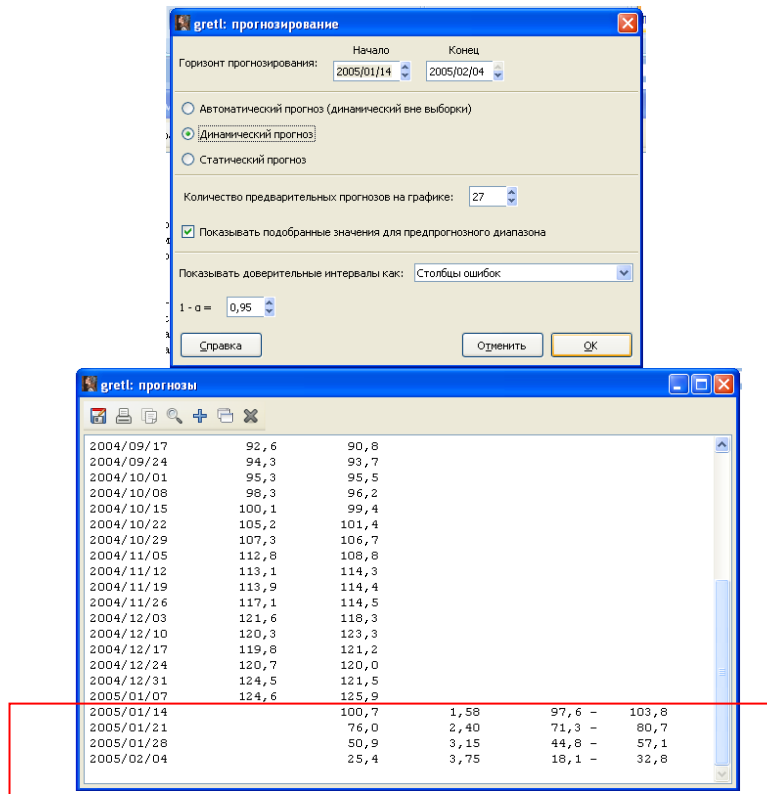 gretl: прогнозирование
Начало Конец
Горизонт прогнозирования: 2005/01/14 2005/02/04
Автоматический прогноз (динамический вне выборки)
Динамический прогноз
Статический прогноз
Количество предварительных прогнозов на графике: 27
Показывать подобранные значения для предпрогнозного диапазона
Показывать доверительные интервалы как: Столбцы ошибок
1 - α = 0,95
Справка Отменить OK
gretl: прогнозы
2004/09/17 92,6 90,8
2004/09/24 94,3 93,7
2004/10/01 95,3 95,5
2004/10/08 98,3 96,2
2004/10/15 100,1 99,4
2004/10/22 105,2 101,4
2004/10/29 107,3 106,7
2004/11/05 112,8 108,8
2004/11/12 113,1 114,3
2004/11/19 113,9 114,4
2004/11/26 117,1 114,5
2004/12/03 121,6 118,3
2004/12/10 120,3 123,3
2004/12/17 119,8 121,2
2004/12/24 120,7 120,0
2004/12/31 124,5 121,5
2005/01/07 124,6 125,9
2005/01/14 100,7 1,58 97,6 - 103,8
2005/01/21 76,0 2,40 71,3 - 80,7
2005/01/28 50,9 3,15 44,8 - 57,1
2005/02/04 25,4 3,75 18,1 - 32,8